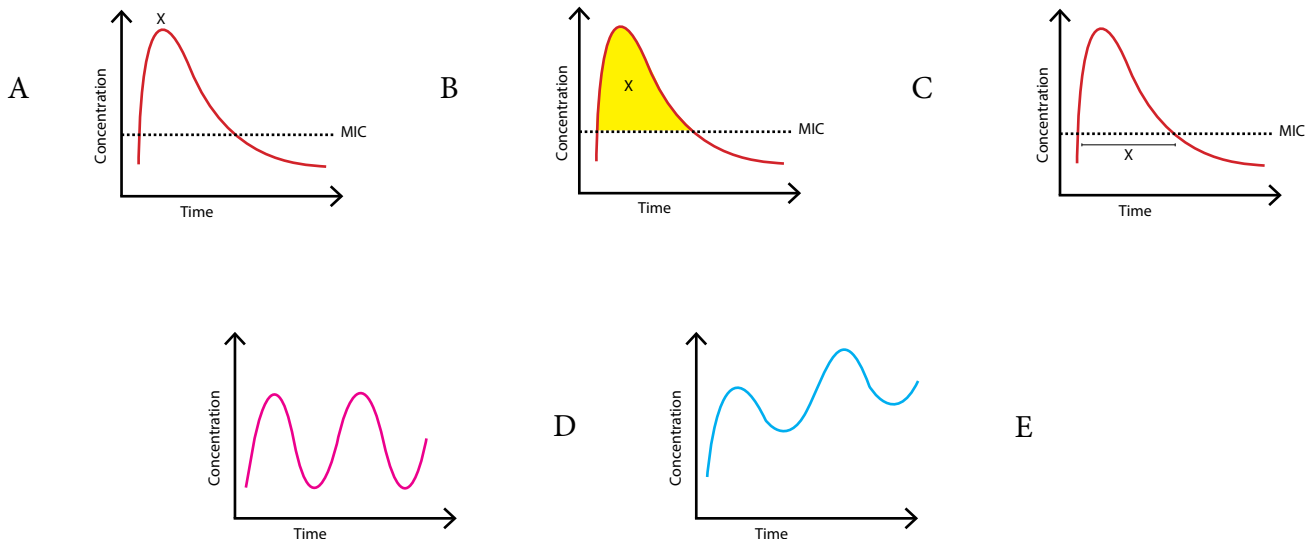 A
Concentration
X
MIC
Time
B
Concentration
X
MIC
Time
C
Concentration
X
MIC
Time
Concentration
Time
D
Concentration
Time
E